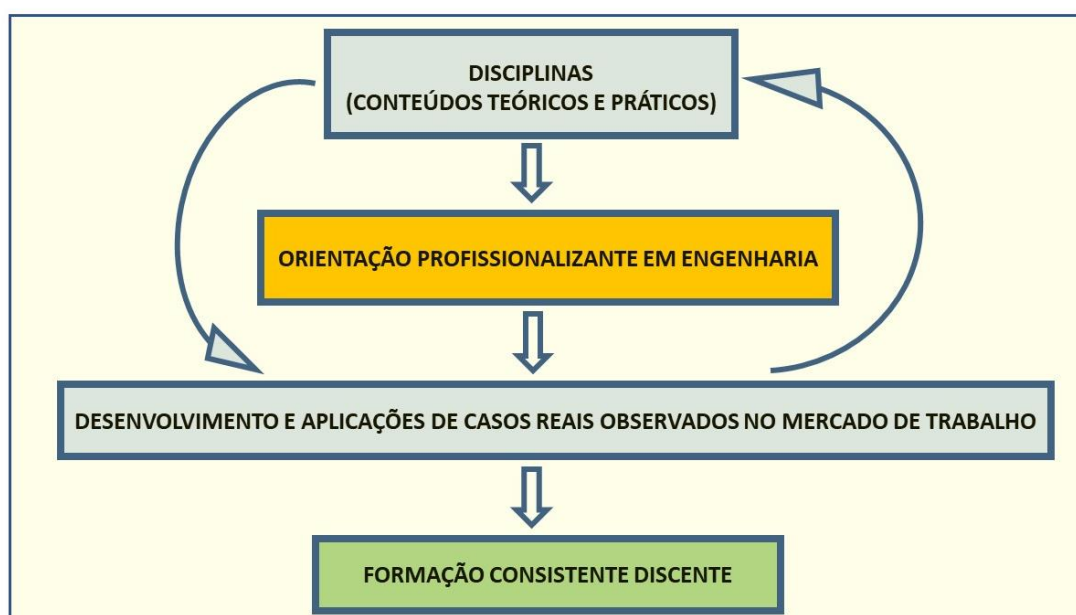 DISCIPLINAS
(CONTEÚDOS TEÓRICOS E PRÁTICOS)
ORIENTAÇÃO PROFISSIONALIZANTE EM ENGENHARIA
DESENVOLVIMENTO E APLICAÇÕES DE CASOS REAIS OBSERVADOS NO MERCADO DE TRABALHO
FORMAÇÃO CONSISTENTE DISCENTE